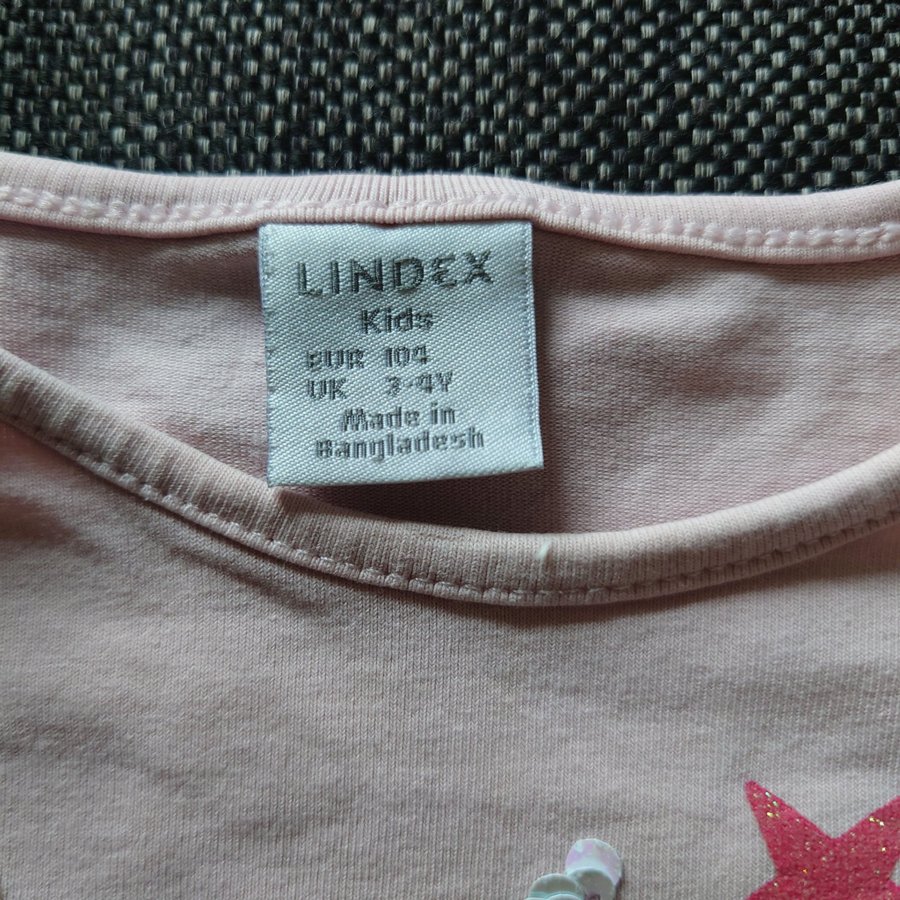 LINDEX
Kids
EUR 104
UK 3-4Y
Made in
Bangladesh